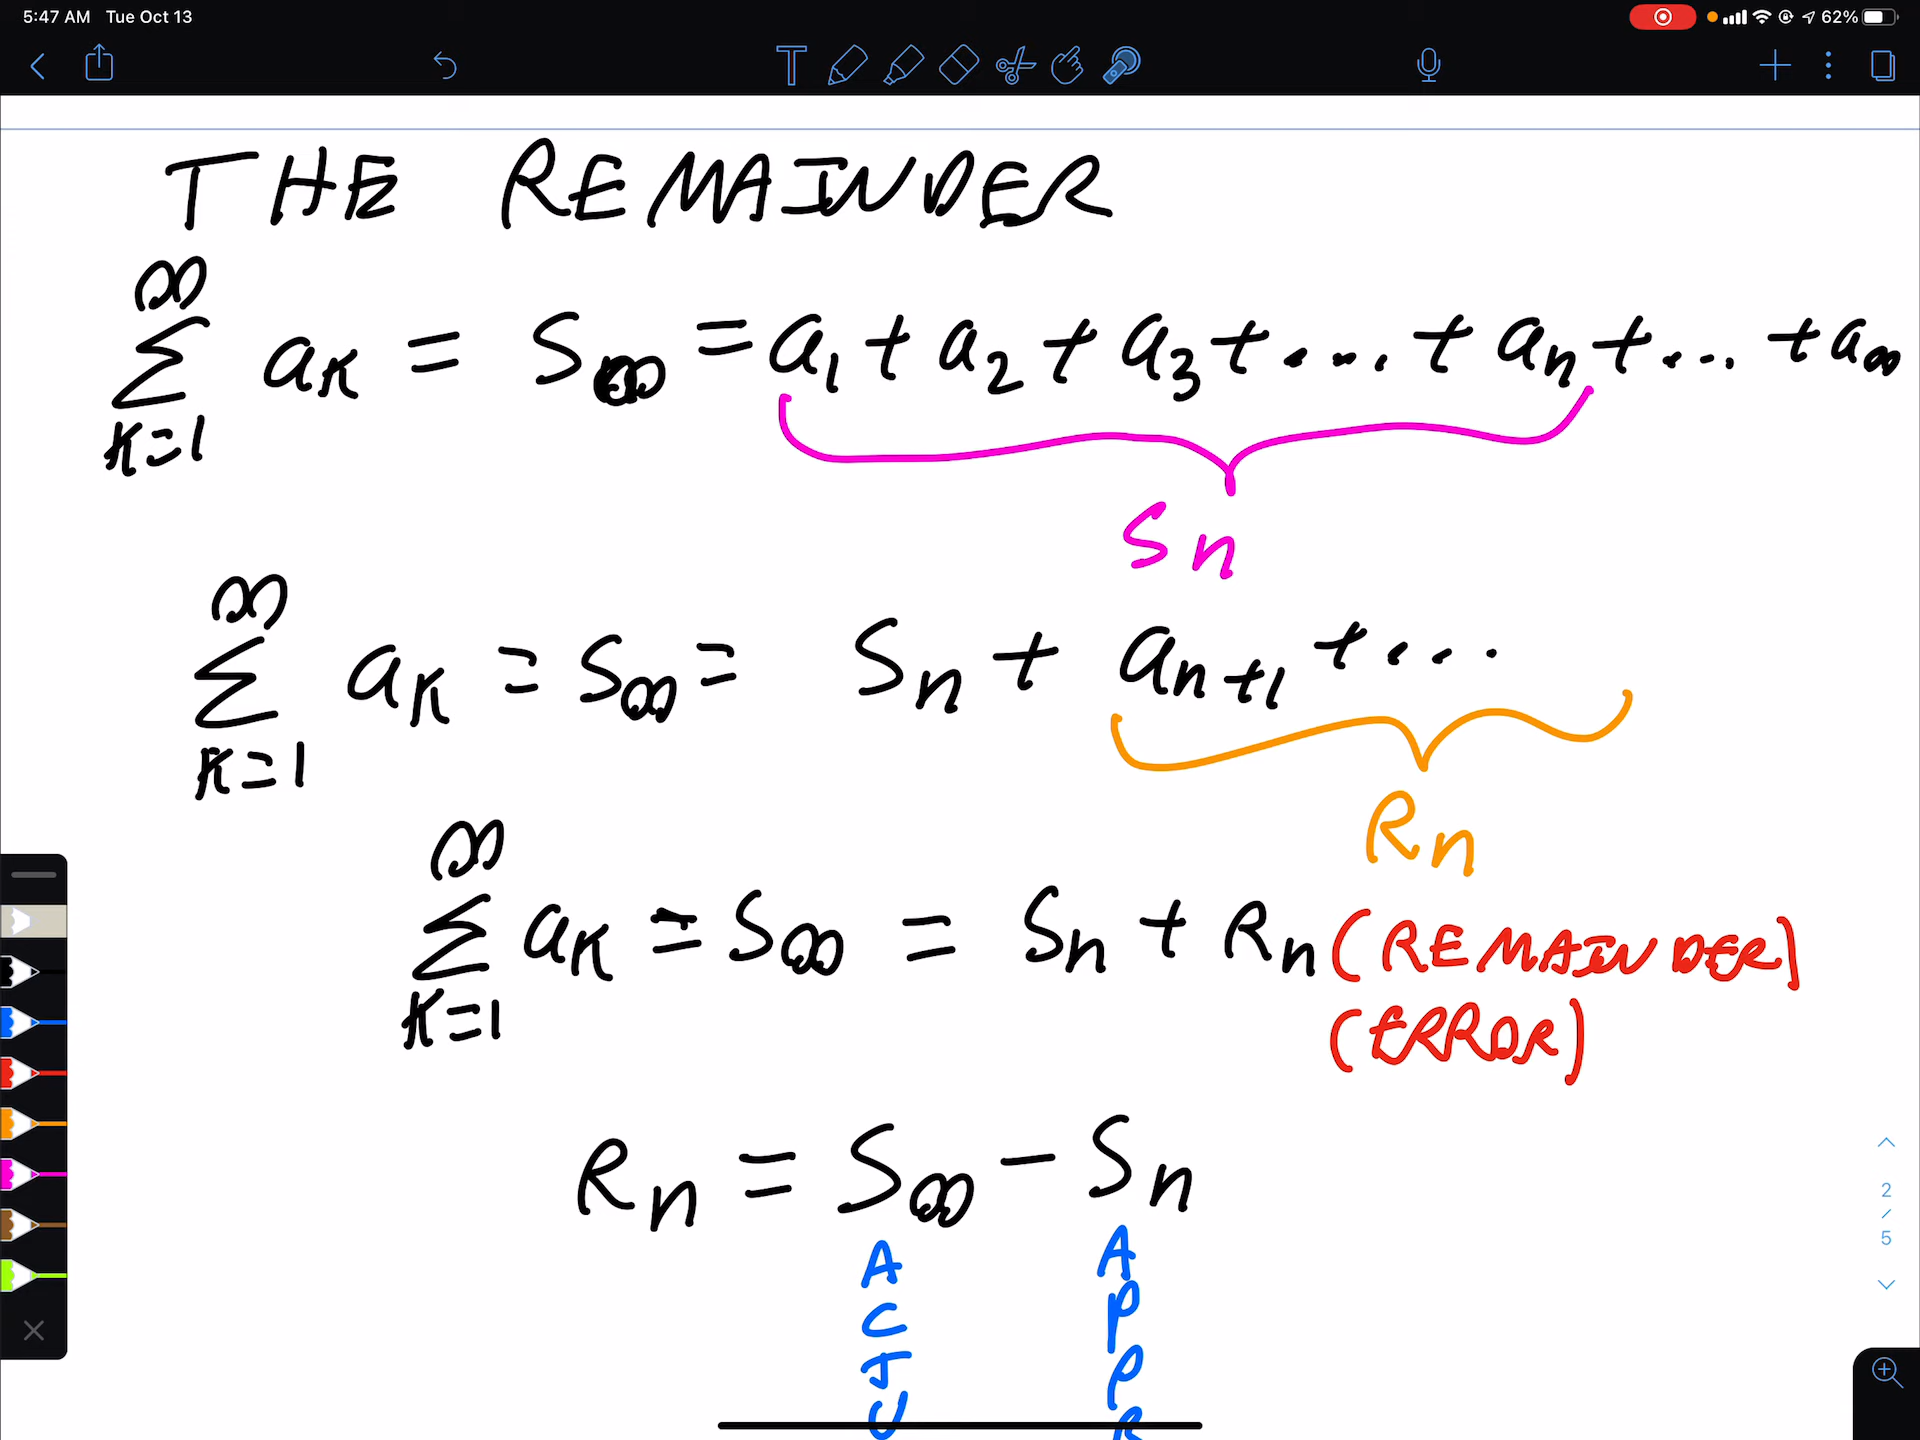 5:47 AM Tue Oct 13 62%
THE REMAINDER
∞
∑ aₖ = S∞ = a₁ + a₂ + a₃ + .... + aₙ + ... + a∞
K=1
Sₙ
∞
∑ aₖ = S∞ = Sₙ + aₙ₊₁ + ...
K=1
Rₙ
∞
∑ aₖ = S∞ = Sₙ + Rₙ (REMAINDER)
K=1
(ERROR)
Rₙ = S∞ − Sₙ
A A
C P
T P
U R
2
/
5